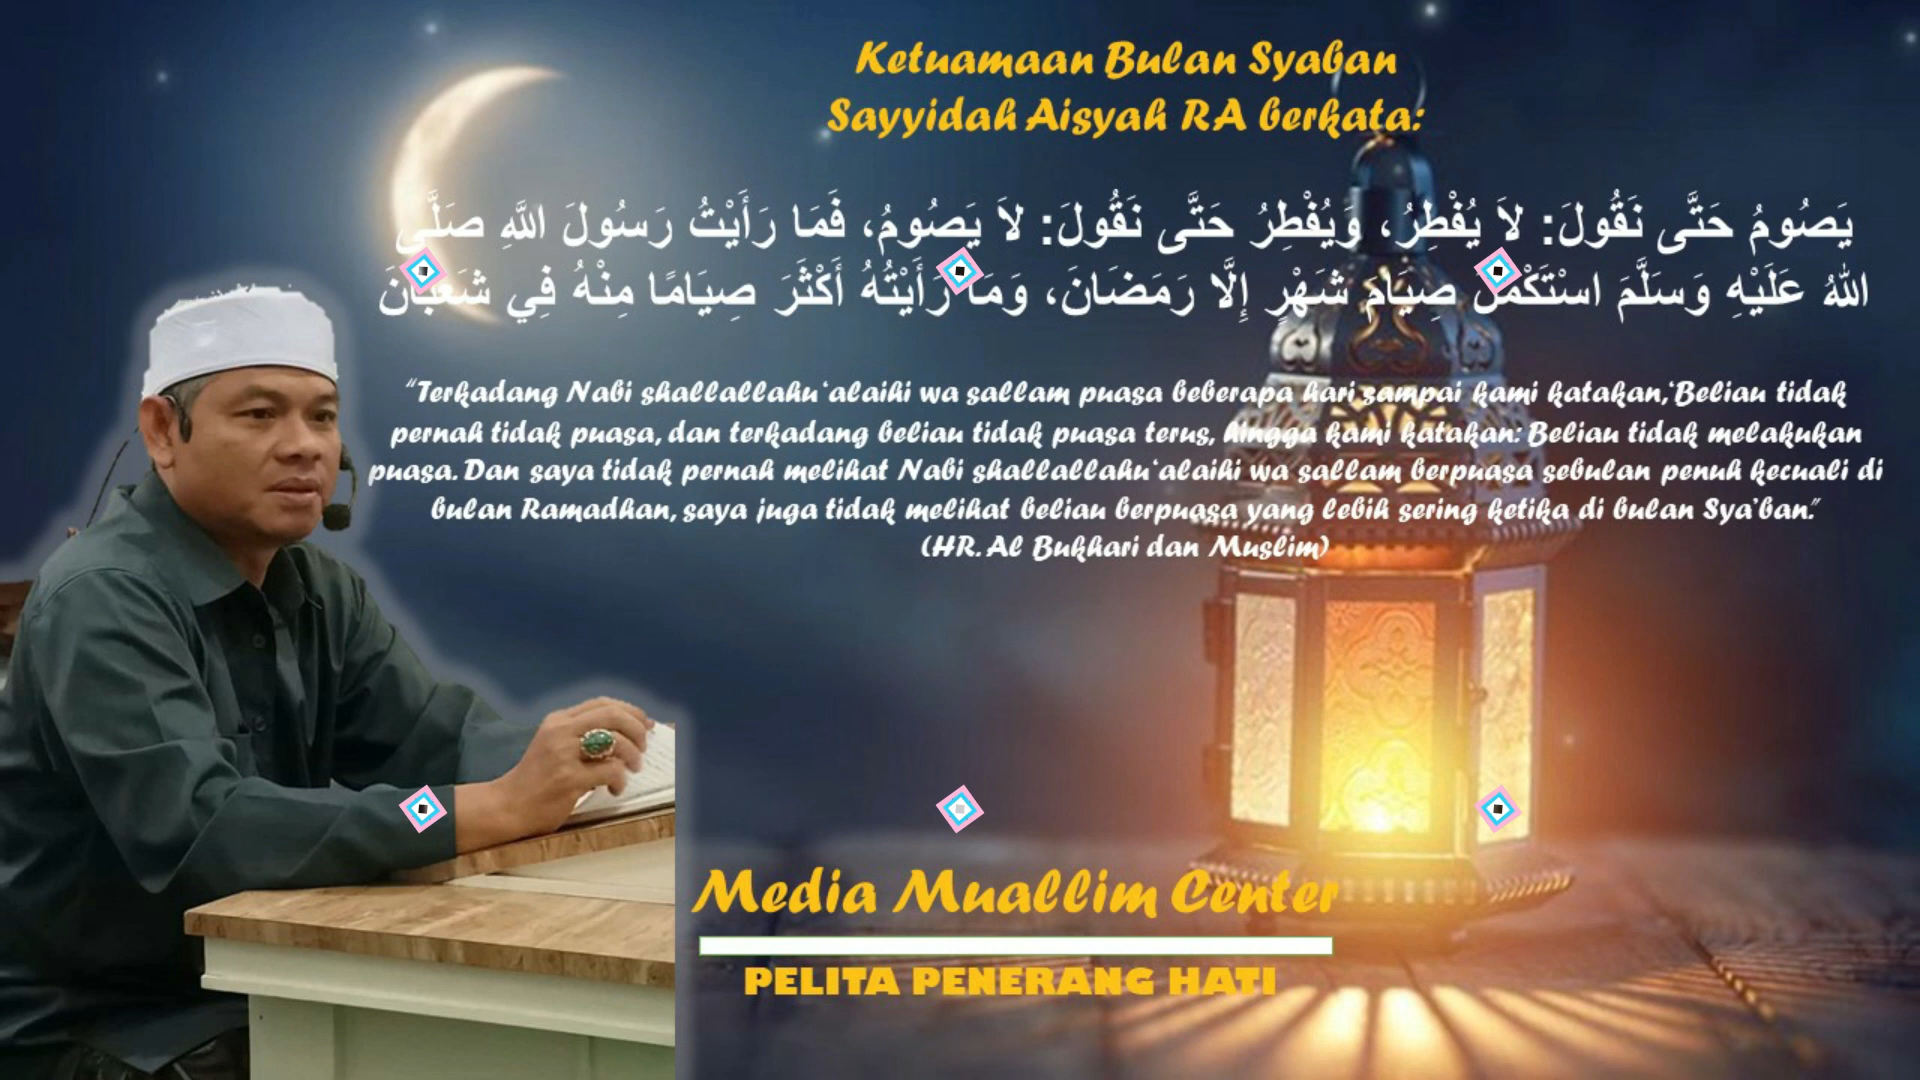 Ketuamaan Bulan Syaban
Sayyidah Aisyah RA berkata:
يَصُومُ حَتَّى نَقُولَ: لاَ يُفْطِرُ، وَيُفْطِرُ حَتَّى نَقُولَ: لاَ يَصُومُ، فَمَا رَأَيْتُ رَسُولَ اللَّهِ صَلَّى
اللهُ عَلَيْهِ وَسَلَّمَ اسْتَكْمَلَ صِيَامَ شَهْرٍ إِلَّا رَمَضَانَ، وَمَا رَأَيْتُهُ أَكْثَرَ صِيَامًا مِنْهُ فِي شَعْبَانَ
“Terkadang Nabi shallallahu ‘alaihi wa sallam puasa beberapa hari sampai kami katakan, ‘Beliau tidak
pernah tidak puasa, dan terkadang beliau tidak puasa terus, hingga kami katakan: Beliau tidak melakukan
puasa. Dan saya tidak pernah melihat Nabi shallallahu ‘alaihi wa sallam berpuasa sebulan penuh kecuali di
bulan Ramadhan, saya juga tidak melihat beliau berpuasa yang lebih sering ketika di bulan Sya’ban.”
(HR. Al Bukhari dan Muslim)
Media Muallim Center
PELITA PENERANG HATI